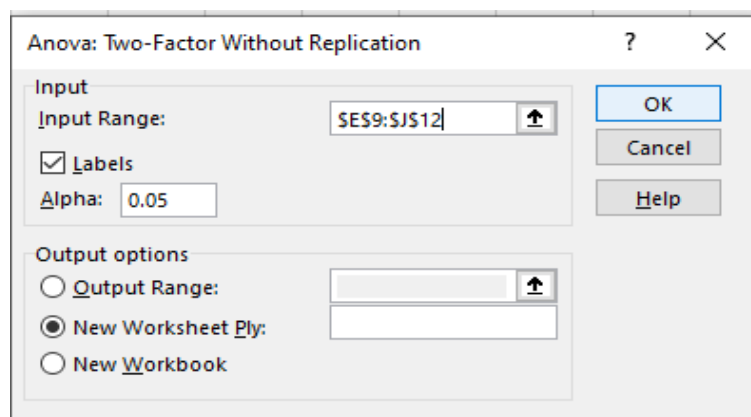 Anova: Two-Factor Without Replication ? X
Input
Input Range: $E$9:$J$12
Labels
Alpha: 0.05
OK
Cancel
Help
Output options
Output Range:
New Worksheet Ply:
New Workbook